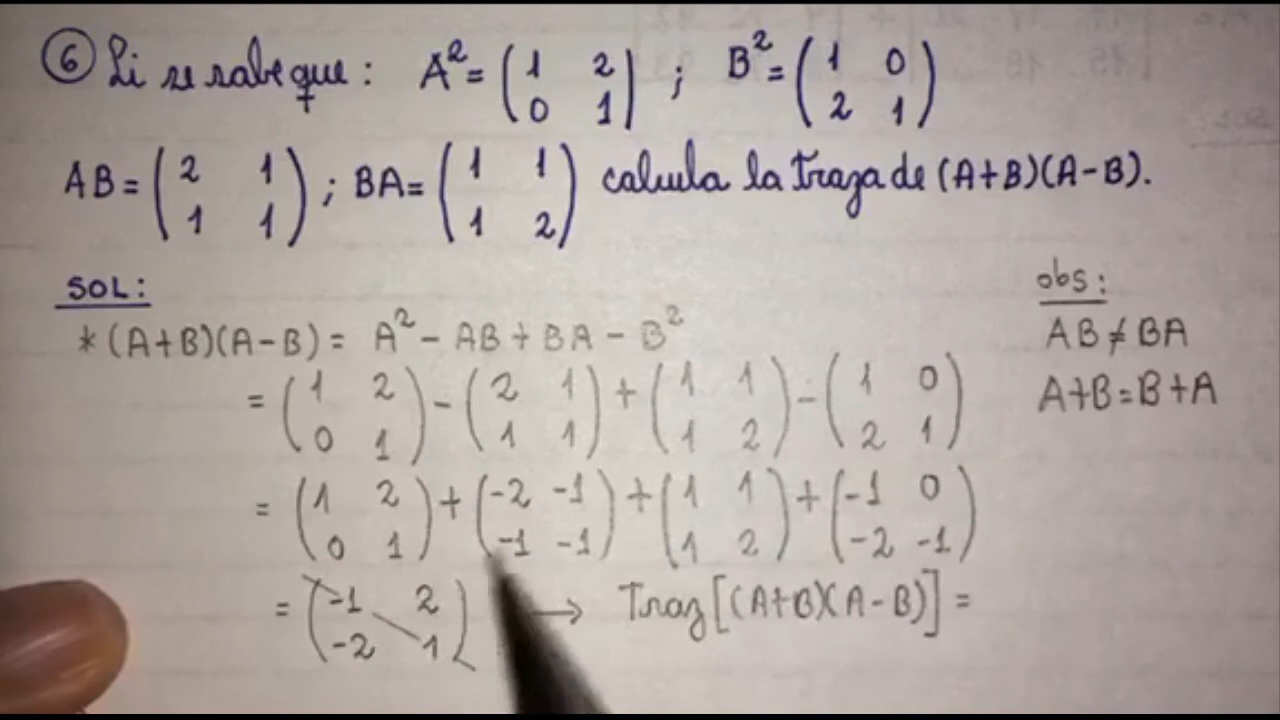 ⑥ Si se sabe que : A² = (1 2 0 1) ; B² = (1 0 2 1)
AB = (2 1 1 1) ; BA = (1 1 1 2) calcula la traza de (A+B)(A-B).
SOL:
obs:
* (A+B)(A-B) = A² - AB + BA - B²
AB ≠ BA
= (1 2 0 1) - (2 1 1 1) + (1 1 1 2) - (1 0 2 1)
A+B = B+A
= (1 2 0 1) + (-2 -1 -1 -1) + (1 1 1 2) + (-1 0 -2 -1)
= (-1 2 -2 1) → Traz[(A+B)(A-B)] =